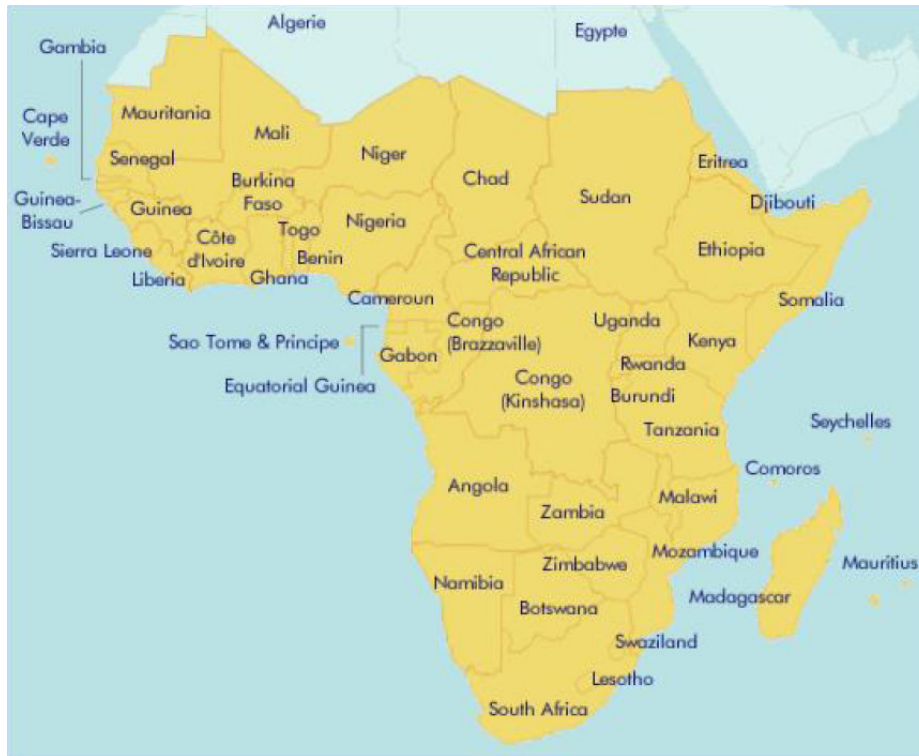 Algerie
Egypte
Gambia
Mauritania
Cape
Verde
Mali
Niger
Senegal
Eritrea
Chad
Burkina
Faso
Sudan
Guinea-
Bissau
Guinea
Djibouti
Nigeria
Togo
Côte
d'Ivoire
Sierra Leone
Benin
Central African
Republic
Ethiopia
Liberia
Ghana
Cameroun
Somalia
Congo
(Brazzaville)
Uganda
Kenya
Sao Tome & Principe
Gabon
Rwanda
Equatorial Guinea
Congo
(Kinshasa)
Burundi
Seychelles
Tanzania
Comoros
Angola
Malawi
Zambia
Mozambique
Zimbabwe
Mauritius
Namibia
Madagascar
Botswana
Swaziland
Lesotho
South Africa